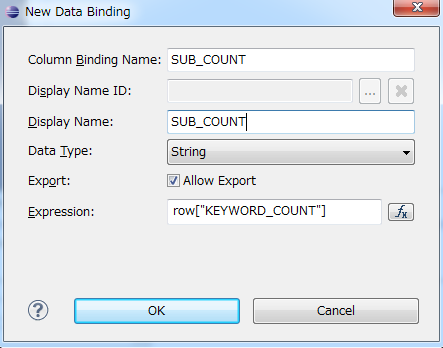 New Data Binding
Column Binding Name: SUB_COUNT
Display Name ID: ...
Display Name: SUB_COUNT
Data Type: String
Export: Allow Export
Expression: row["KEYWORD_COUNT"] fx
? OK Cancel